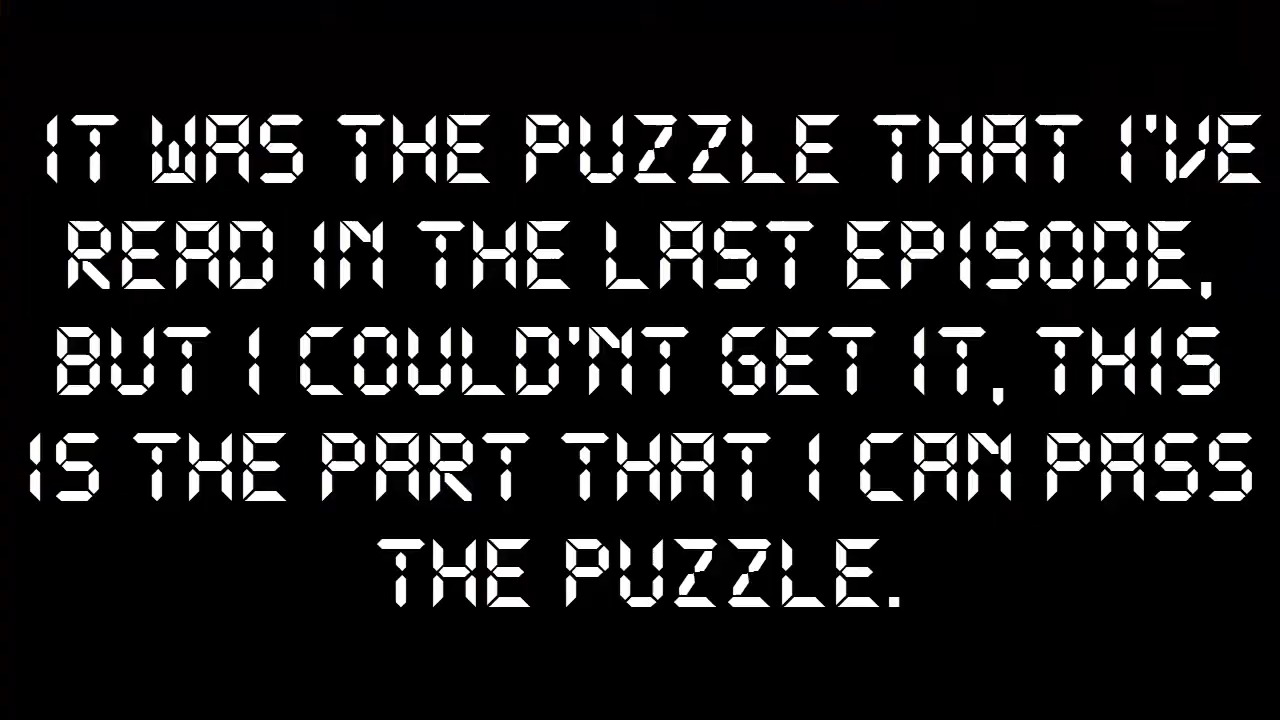 IT WAS THE PUZZLE THAT I'VE
READ IN THE LAST EPISODE,
BUT I COULD'NT GET IT, THIS
IS THE PART THAT I CAN PASS
THE PUZZLE.